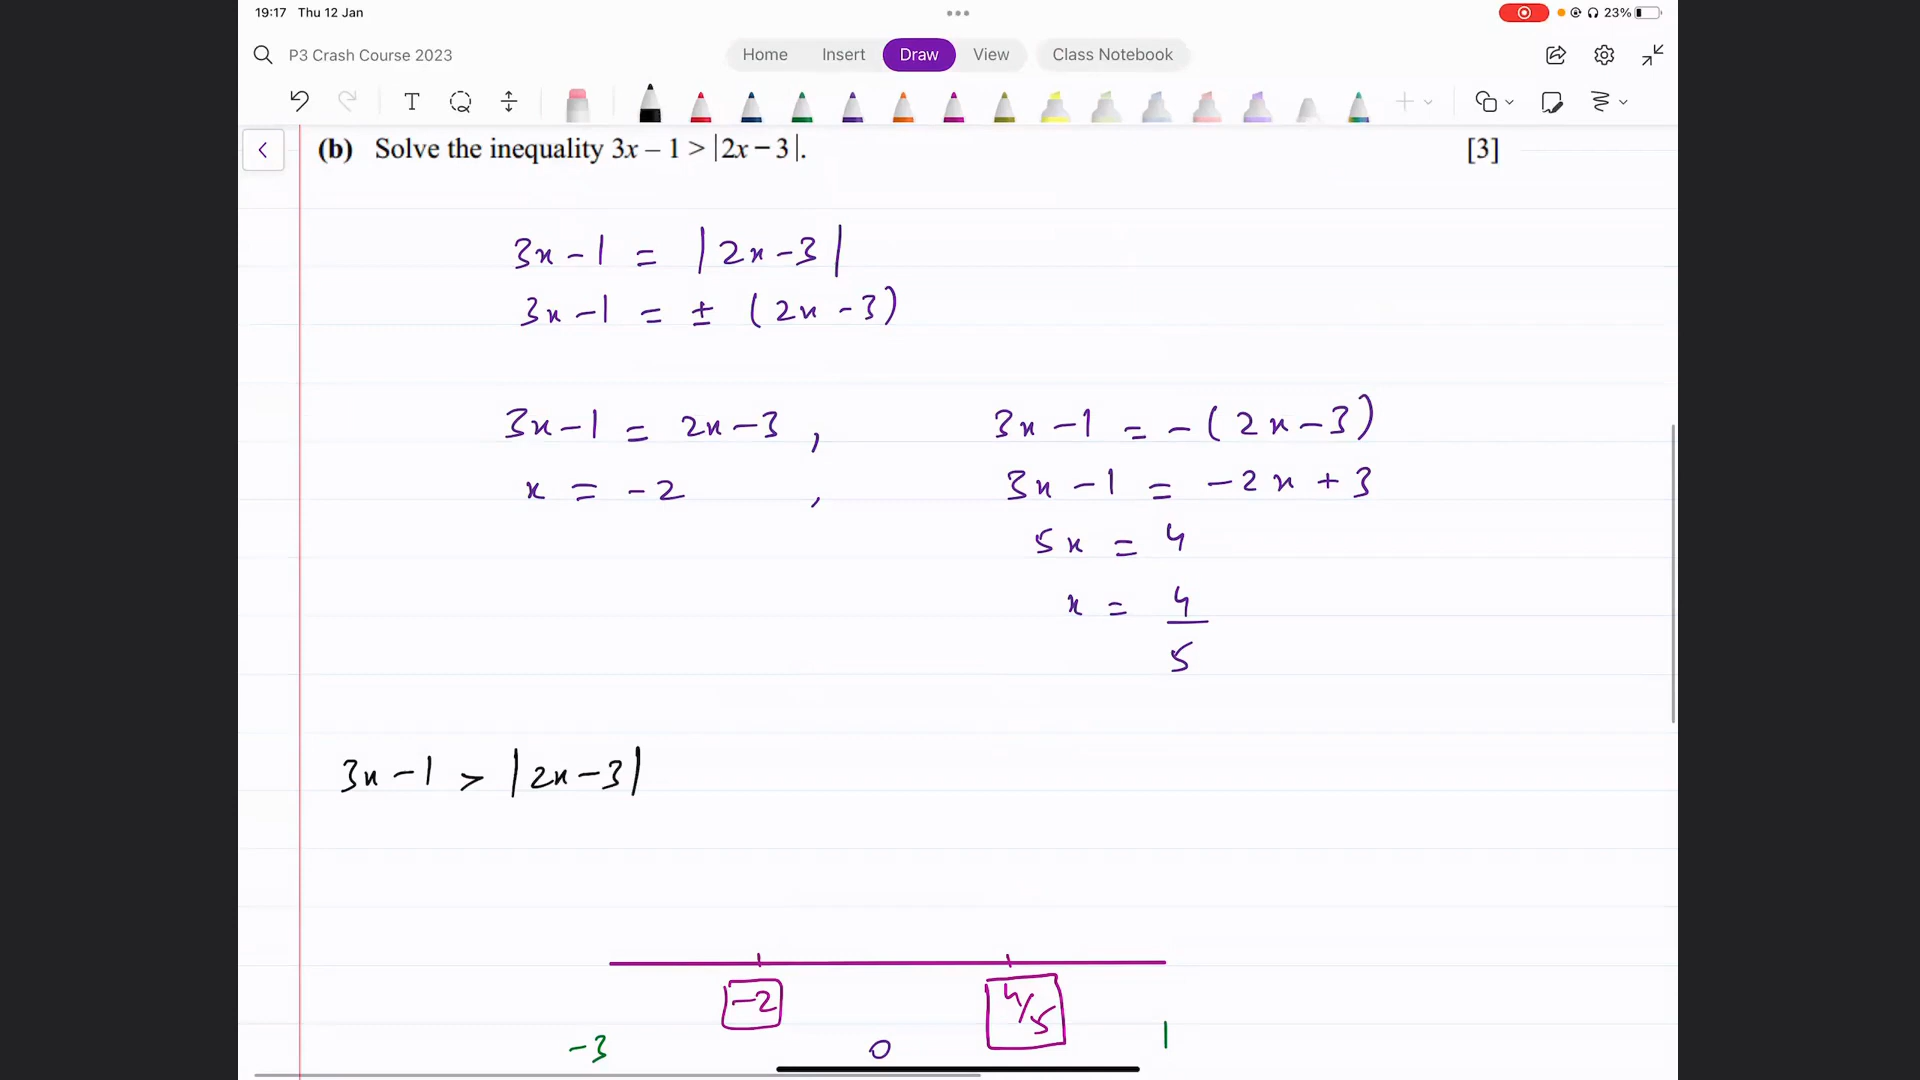 19:17 Thu 12 Jan
23%
P3 Crash Course 2023
Home Insert Draw View Class Notebook
T
(b) Solve the inequality 3x – 1 > |2x – 3|. [3]
3x – 1 = |2x – 3|
3x – 1 = ± (2x – 3)
3x – 1 = 2x – 3 , 3x – 1 = – (2x – 3)
x = – 2 , 3x – 1 = – 2x + 3
5x = 4
x = 4/5
3x – 1 > |2x – 3|
–2 4/5
–3 0 1